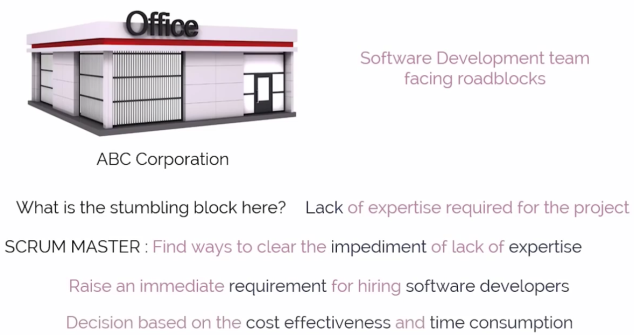 Office
Software Development team
facing roadblocks
ABC Corporation
What is the stumbling block here? Lack of expertise required for the project
SCRUM MASTER : Find ways to clear the impediment of lack of expertise
Raise an immediate requirement for hiring software developers
Decision based on the cost effectiveness and time consumption